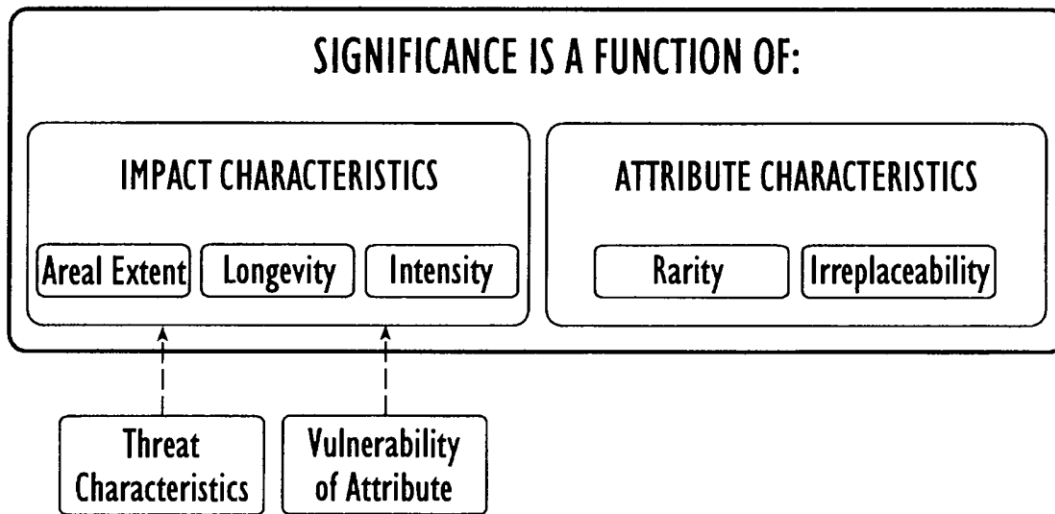 SIGNIFICANCE IS A FUNCTION OF:
IMPACT CHARACTERISTICS
Areal Extent
Longevity
Intensity
ATTRIBUTE CHARACTERISTICS
Rarity
Irreplaceability
Threat
Characteristics
Vulnerability
of Attribute